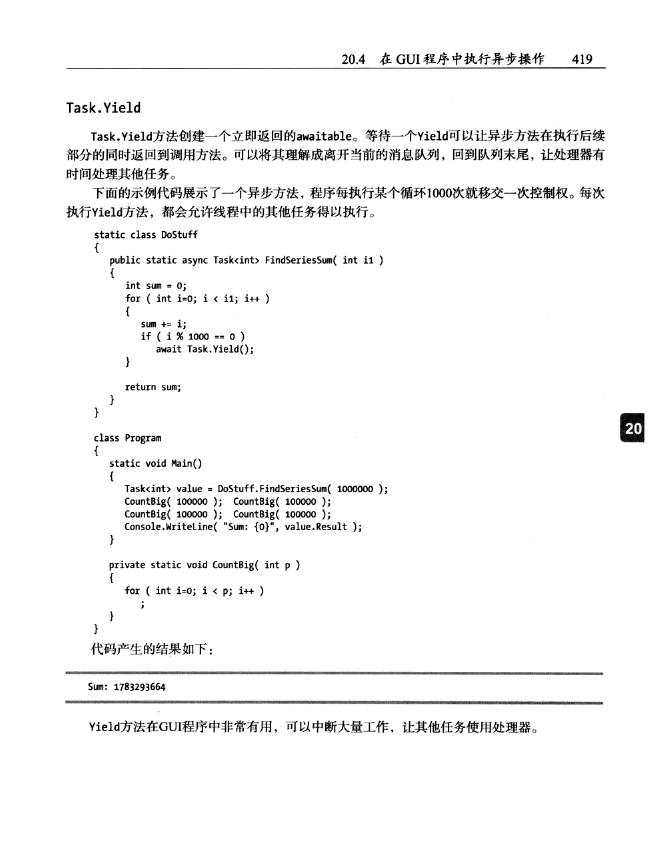 20.4 在 GUI 程序中执行异步操作 419
Task.Yield
Task.Yield方法创建一个立即返回的awaitable。等待一个Yield可以让异步方法在执行后续
部分的同时返回到调用方法。可以将其理解成离开当前的消息队列，回到队列末尾，让处理器有
时间处理其他任务。
下面的示例代码展示了一个异步方法，程序每执行某个循环1000次就移交一次控制权。每次
执行Yield方法，都会允许线程中的其他任务得以执行。
static class DoStuff
{
public static async Task<int> FindSeriesSum( int i1 )
{
int sum = 0;
for ( int i=0; i < i1; i++ )
{
sum += i;
if ( i % 1000 == 0 )
await Task.Yield();
}
return sum;
}
}
20
class Program
{
static void Main()
{
Task<int> value = DoStuff.FindSeriesSum( 1000000 );
CountBig( 100000 ); CountBig( 100000 );
CountBig( 100000 ); CountBig( 100000 );
Console.WriteLine( "Sum: {0}", value.Result );
}
private static void CountBig( int p )
{
for ( int i=0; i < p; i++ )
;
}
}
代码产生的结果如下：
Sum: 1783293664
Yield方法在GUI程序中非常有用，可以中断大量工作，让其他任务使用处理器。